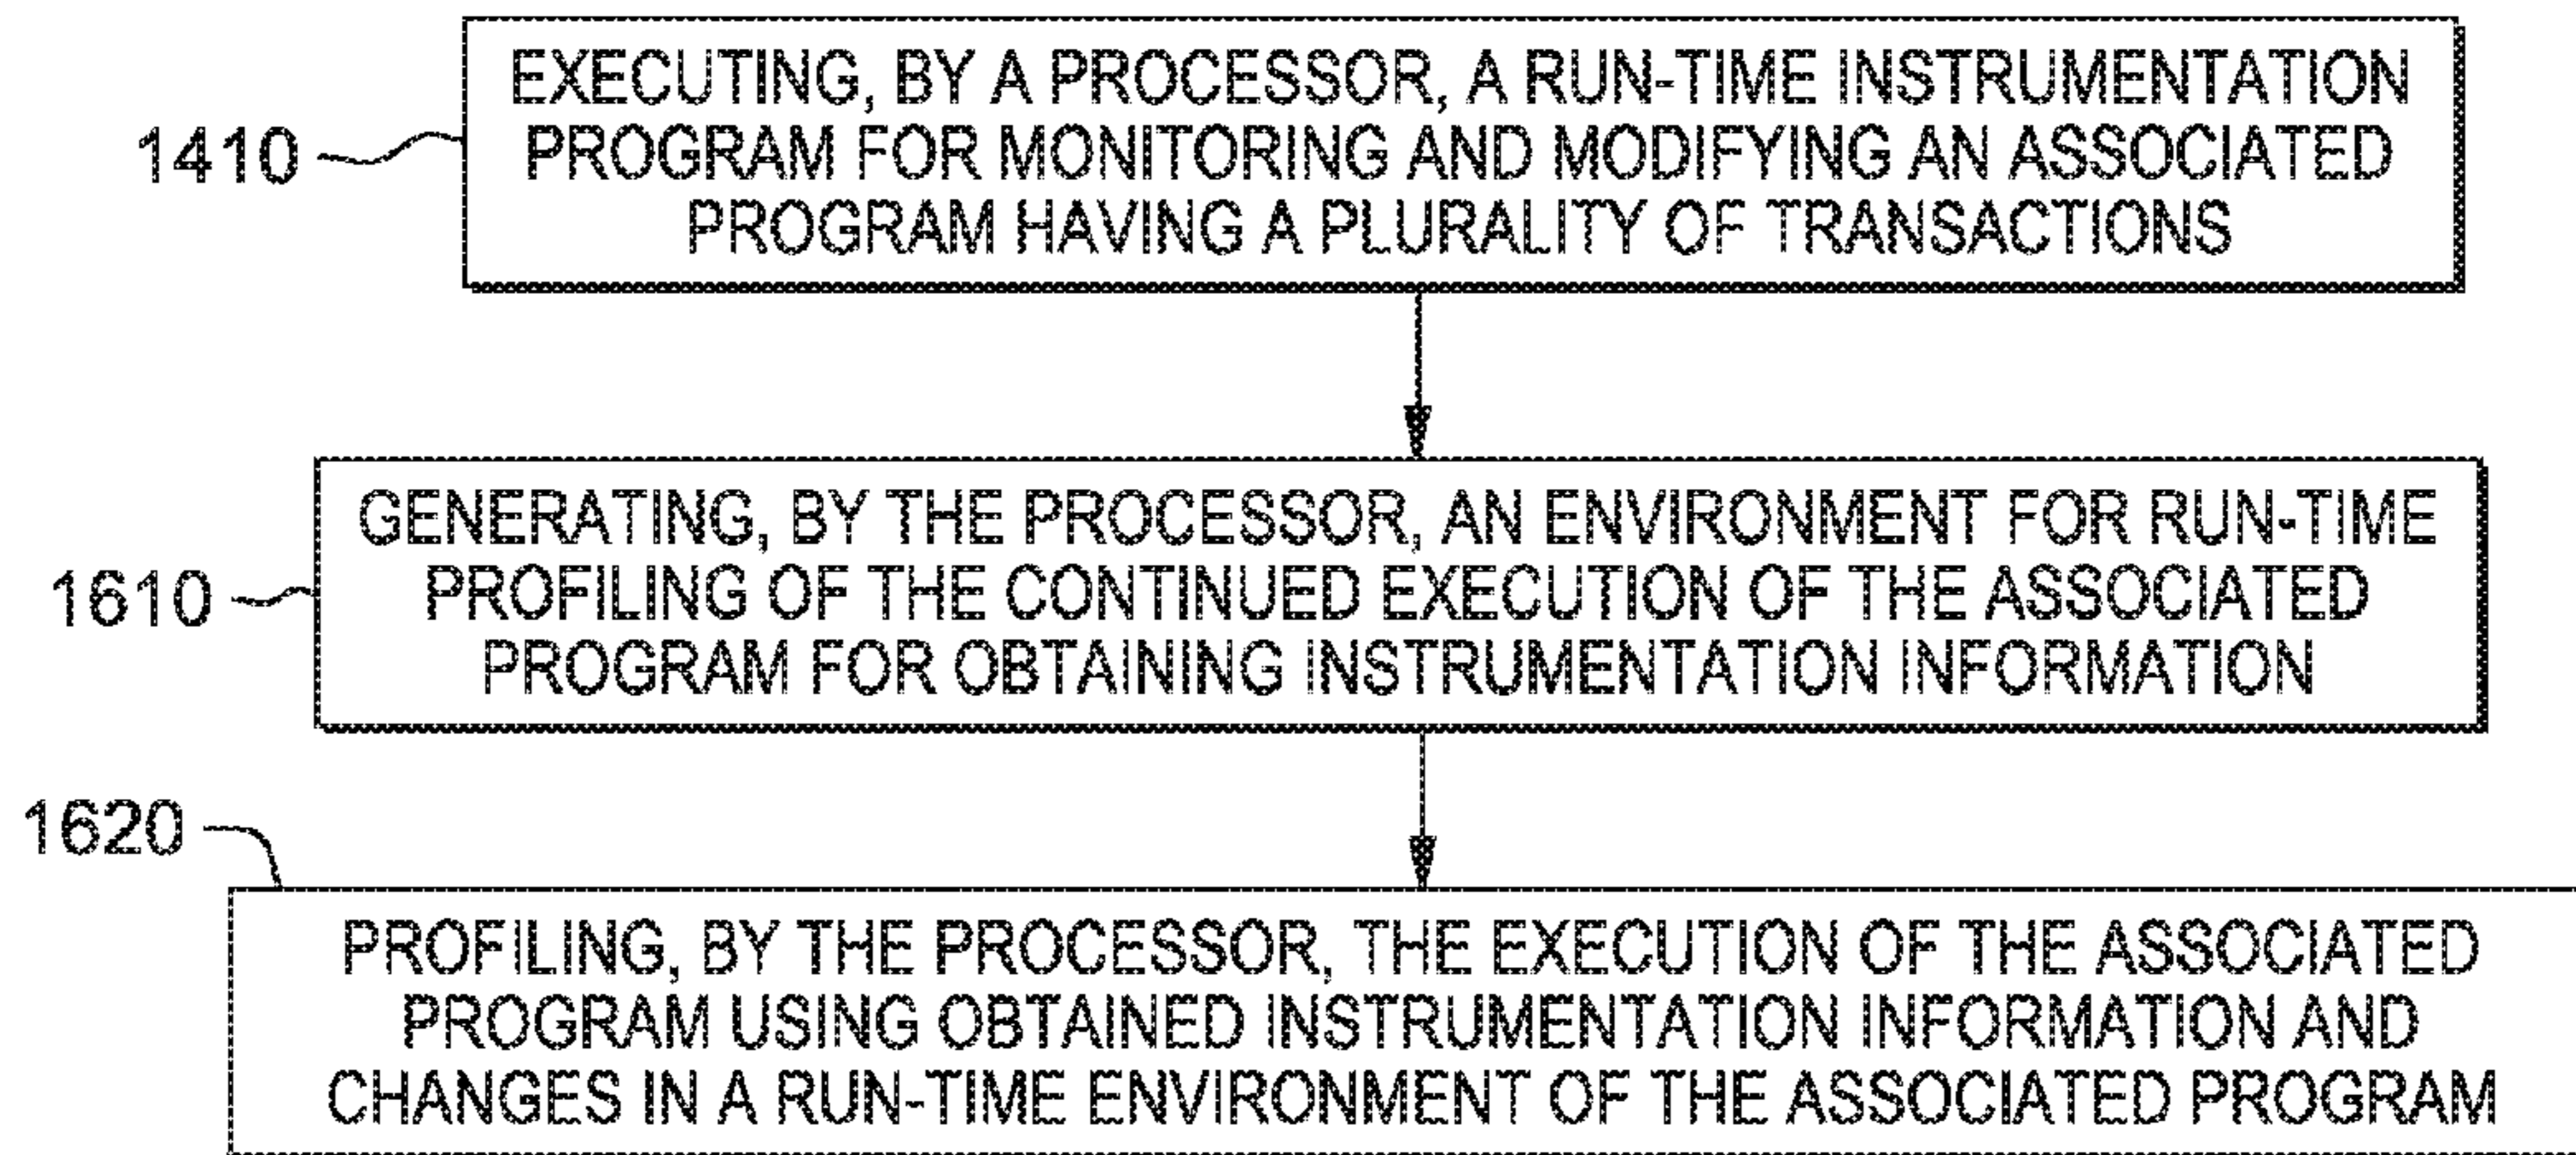 EXECUTING, BY A PROCESSOR, A RUN-TIME INSTRUMENTATION
1410
PROGRAM FOR MONITORING AND MODIFYING AN ASSOCIATED
PROGRAM HAVING A PLURALITY OF TRANSACTIONS
GENERATING, BY THE PROCESSOR, AN ENVIRONMENT FOR RUN-TIME
1610
PROFILING OF THE CONTINUED EXECUTION OF THE ASSOCIATED
PROGRAM FOR OBTAINING INSTRUMENTATION INFORMATION
1620
PROFILING, BY THE PROCESSOR, THE EXECUTION OF THE ASSOCIATED
PROGRAM USING OBTAINED INSTRUMENTATION INFORMATION AND
CHANGES IN A RUN-TIME ENVIRONMENT OF THE ASSOCIATED PROGRAM